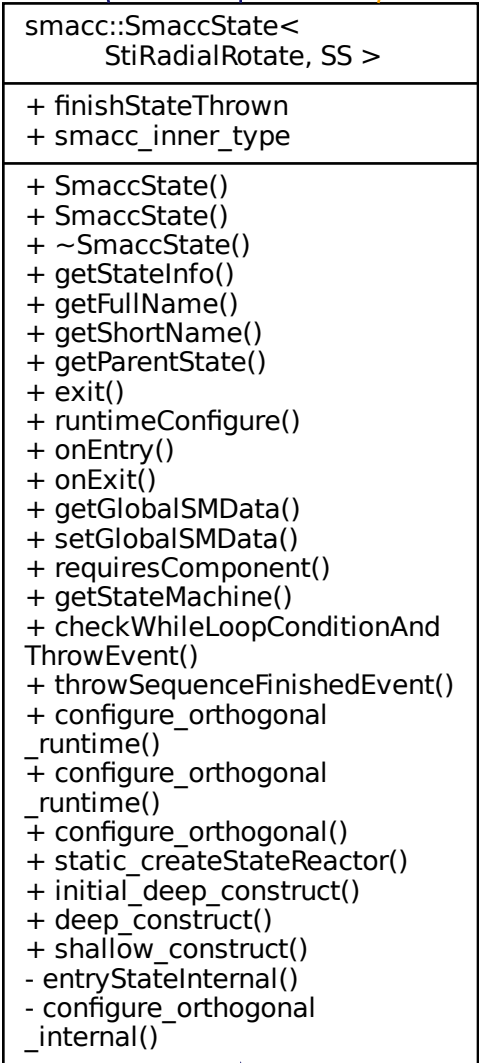 smacc::SmaccState<
StiRadialRotate, SS >
+ finishStateThrown
+ smacc_inner_type
+ SmaccState()
+ SmaccState()
+ ~SmaccState()
+ getStateInfo()
+ getFullName()
+ getShortName()
+ getParentState()
+ exit()
+ runtimeConfigure()
+ onEntry()
+ onExit()
+ getGlobalSMData()
+ setGlobalSMData()
+ requiresComponent()
+ getStateMachine()
+ checkWhileLoopConditionAnd
ThrowEvent()
+ throwSequenceFinishedEvent()
+ configure_orthogonal
_runtime()
+ configure_orthogonal
_runtime()
+ configure_orthogonal()
+ static_createStateReactor()
+ initial_deep_construct()
+ deep_construct()
+ shallow_construct()
- entryStateInternal()
- configure_orthogonal
_internal()